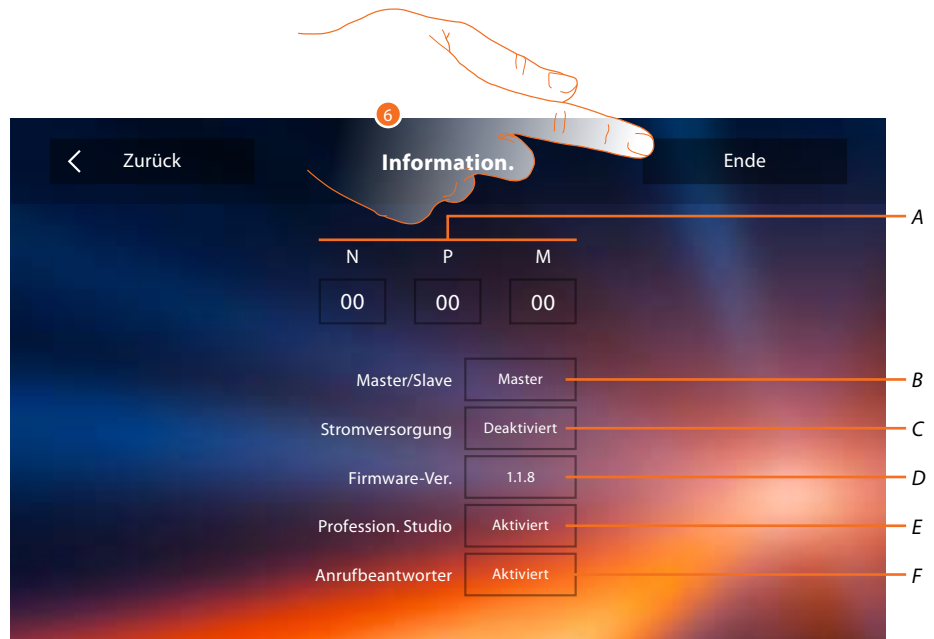 6
Zurück
Information.
Ende
A
N P M
00 00 00
Master/Slave Master B
Stromversorgung Deaktiviert C
Firmware-Ver. 1.1.8 D
Profession. Studio Aktiviert E
Anrufbeantworter Aktiviert F